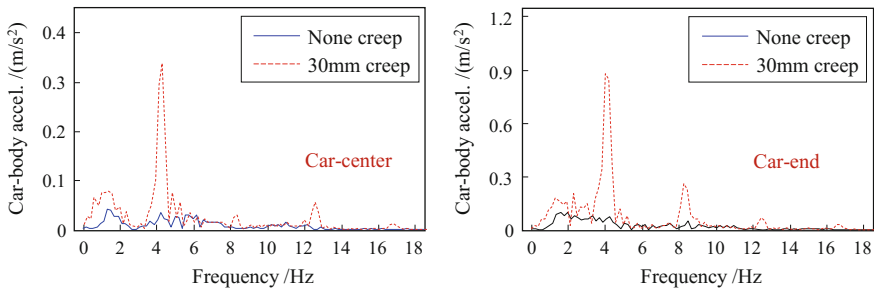 Car-body accel. /(m/s²)
0.4
0.3
0.2
0.1
0
None creep
30mm creep
Car-center
0 2 4 6 8 10 12 14 16 18
Frequency /Hz
Car-body accel. /(m/s²)
1.2
0.9
0.6
0.3
0
None creep
30mm creep
Car-end
0 2 4 6 8 10 12 14 16 18
Frequency /Hz